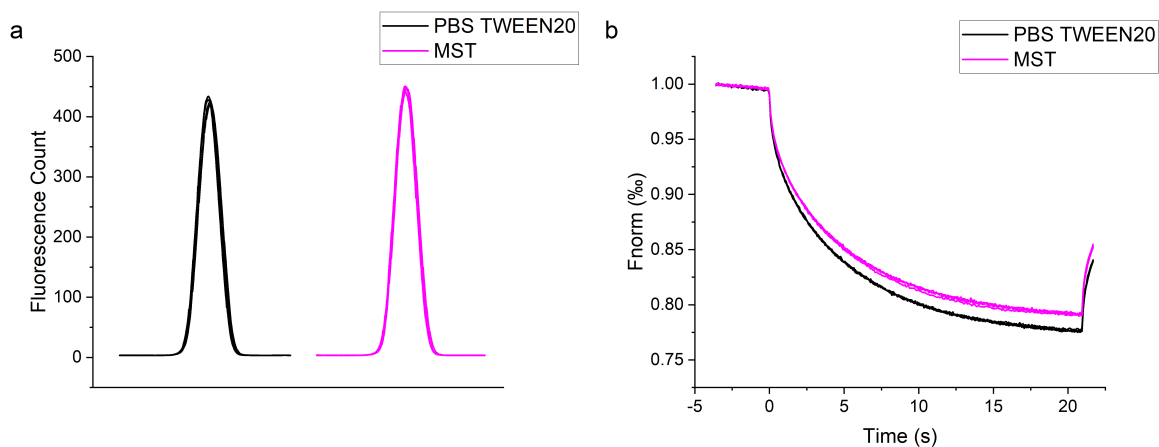 a
PBS TWEEN20
MST
500
400
300
200
100
0
Fluorescence Count
b
PBS TWEEN20
MST
1.00
0.95
0.90
0.85
0.80
0.75
Fnorm (‰)
-5 0 5 10 15 20
Time (s)